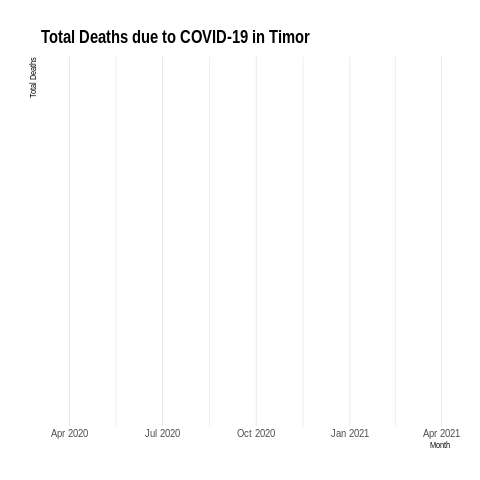 Total Deaths due to COVID-19 in Timor
Total Deaths
Apr 2020
Jul 2020
Oct 2020
Jan 2021
Apr 2021
Month